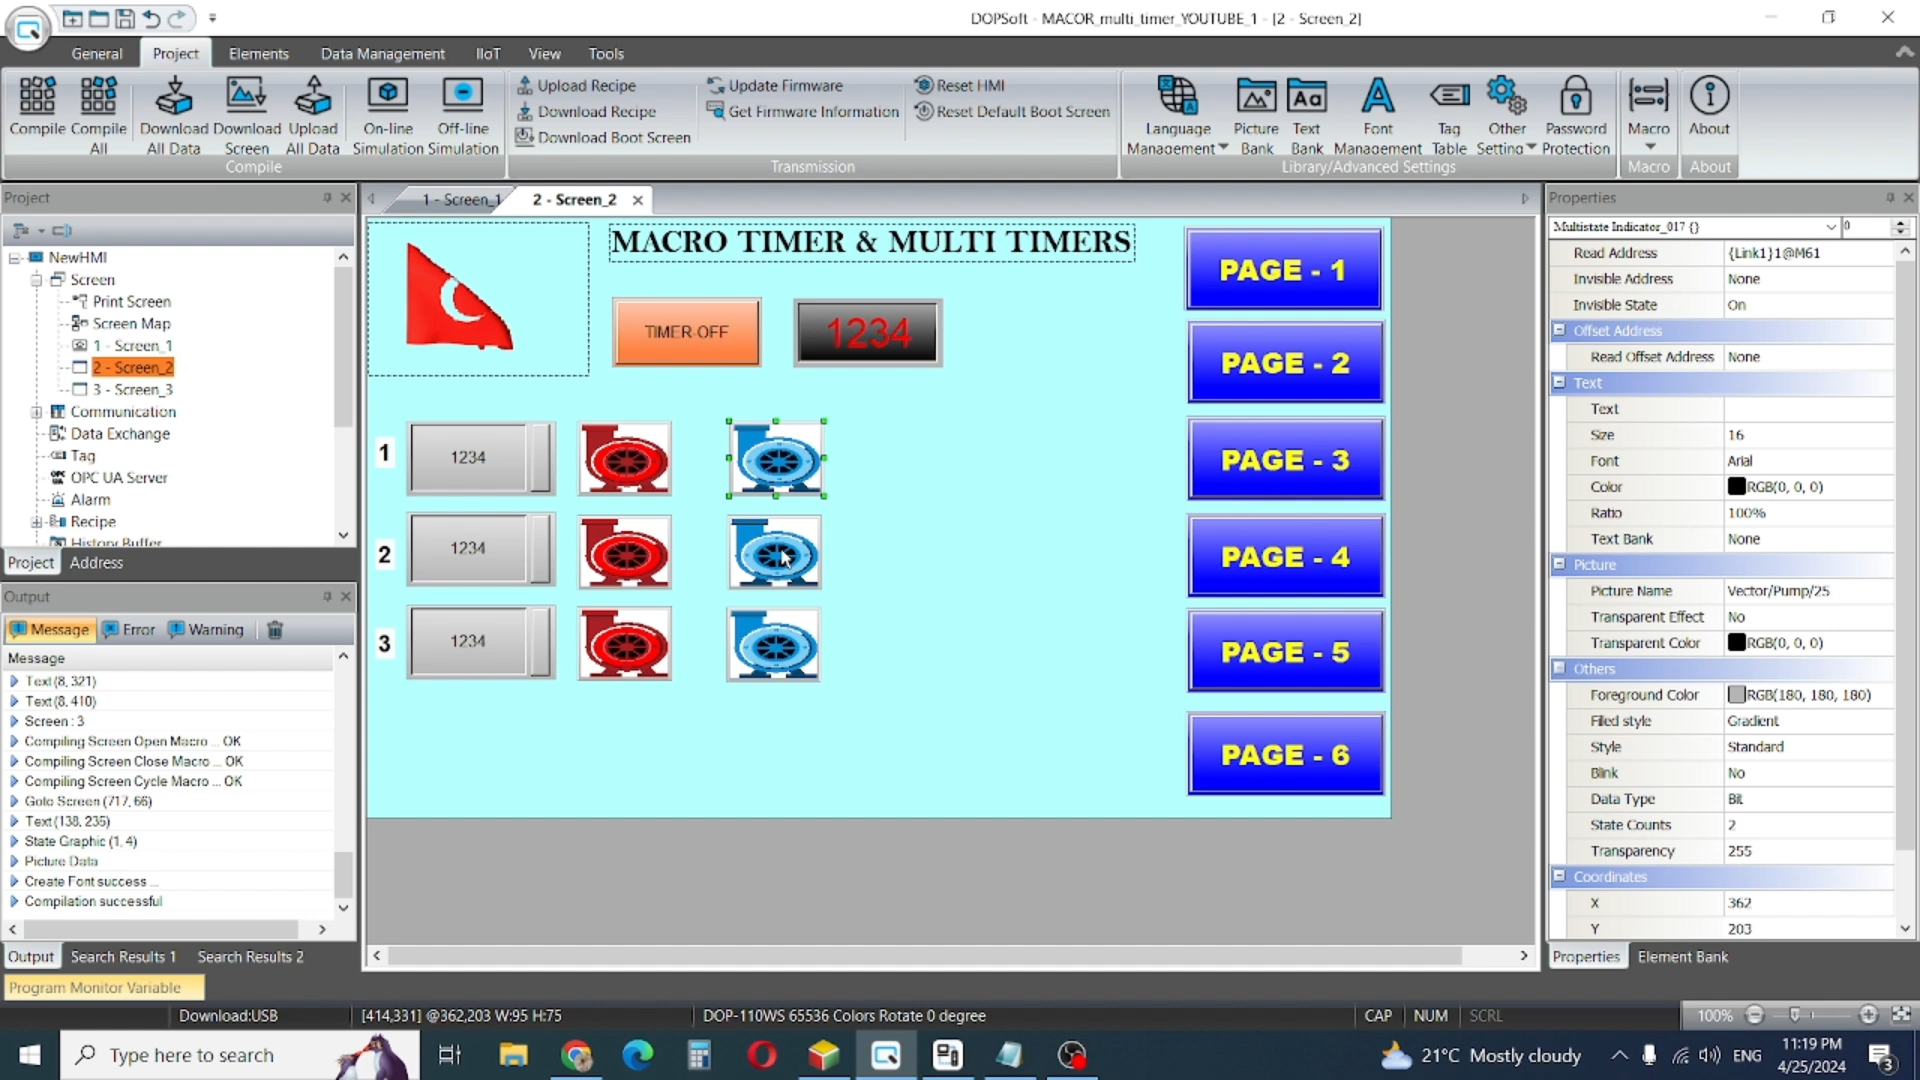 DOPSoft - MACOR_multi_timer_YOUTUBE_1 - [2 - Screen_2]
General Project Elements Data Management IIoT View Tools
Compile Compile All Download All Data Download Screen Upload All Data On-line Simulation Off-line Simulation
Compile
Upload Recipe
Download Recipe
Download Boot Screen
Update Firmware
Get Firmware Information
Reset HMI
Reset Default Boot Screen
Transmission
Language Management Picture Bank Text Bank Font Management Tag Table Other Setting Password Protection
Library/Advanced Settings
Macro
Macro
About
About
Project
NewHMI
Screen
Print Screen
Screen Map
1 - Screen_1
2 - Screen_2
3 - Screen_3
Communication
Data Exchange
Tag
OPC UA Server
Alarm
Recipe
History Buffer
Project Address
Output
Message Error Warning
Message
Text (8, 321)
Text (8, 410)
Screen : 3
Compiling Screen Open Macro ... OK
Compiling Screen Close Macro ... OK
Compiling Screen Cycle Macro ... OK
Goto Screen (717, 66)
Text (138, 235)
State Graphic (1, 4)
Picture Data
Create Font success ...
Compilation successful
Output Search Results 1 Search Results 2
Program Monitor Variable
1 - Screen_1 2 - Screen_2
MACRO TIMER & MULTI TIMERS
TIMER-OFF 1234
1 1234
2 1234
3 1234
PAGE - 1
PAGE - 2
PAGE - 3
PAGE - 4
PAGE - 5
PAGE - 6
Properties
Multistate Indicator_017 {} 0
Read Address {Link1}1@M61
Invisible Address None
Invisible State On
Offset Address
Read Offset Address None
Text
Text
Size 16
Font Arial
Color RGB(0, 0, 0)
Ratio 100%
Text Bank None
Picture
Picture Name Vector/Pump/25
Transparent Effect No
Transparent Color RGB(0, 0, 0)
Others
Foreground Color RGB(180, 180, 180)
Filed style Gradient
Style Standard
Blink No
Data Type Bit
State Counts 2
Transparency 255
Coordinates
X 362
Y 203
Properties Element Bank
Download:USB [414,331] @362,203 W:95 H:75 DOP-110WS 65536 Colors Rotate 0 degree CAP NUM SCRL 100%
Type here to search
21°C Mostly cloudy ENG
11:19 PM
4/25/2024
3